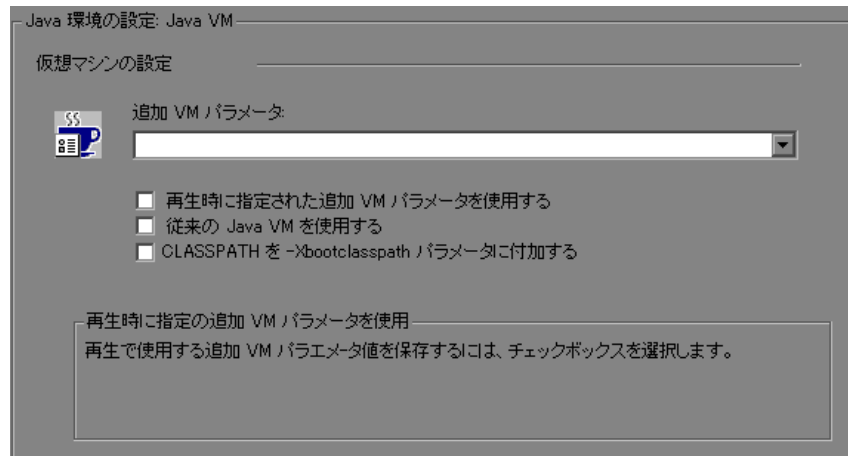 Java 環境の設定: Java VM
仮想マシンの設定
追加 VM パラメータ:
再生時に指定された追加 VM パラメータを使用する
従来の Java VM を使用する
CLASSPATH を -Xbootclasspath パラメータに付加する
再生時に指定の追加 VM パラメータを使用
再生で使用する追加 VM パラエメータ値を保存するには、チェックボックスを選択します。